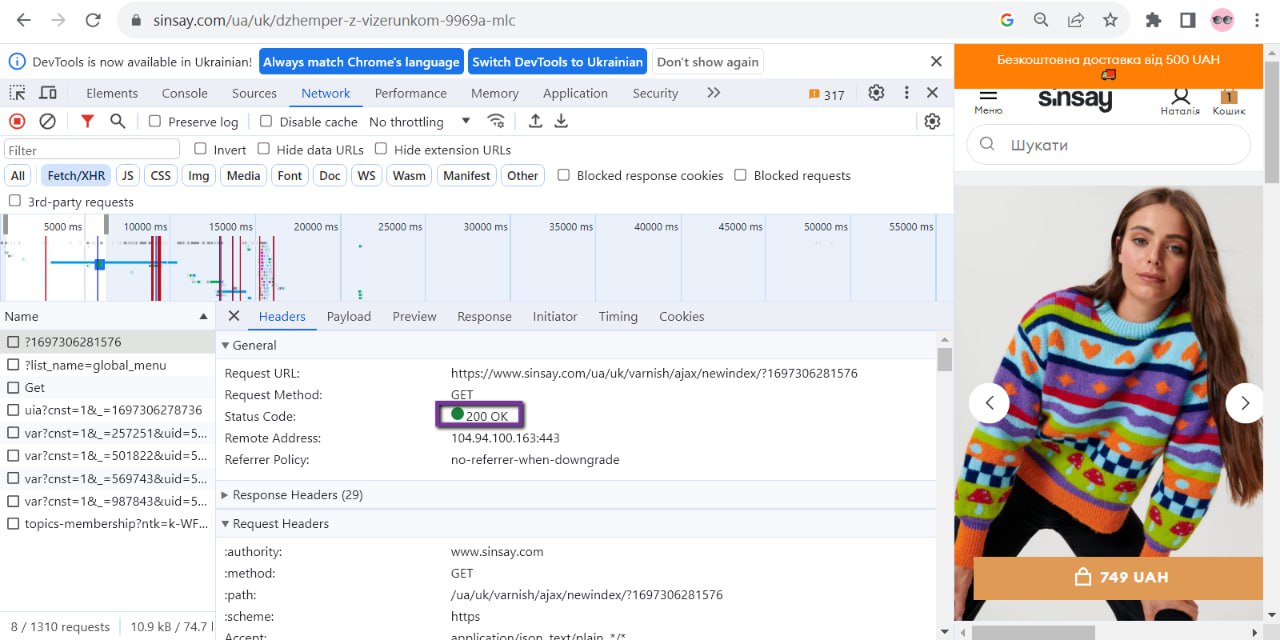 sinsay.com/ua/uk/dzhemper-z-vizerunkom-9969a-mlc
DevTools is now available in Ukrainian! Always match Chrome's language Switch DevTools to Ukrainian Don't show again
Elements Console Sources Network Performance Memory Application Security 317
Preserve log Disable cache No throttling
Filter Invert Hide data URLs Hide extension URLs
All Fetch/XHR JS CSS Img Media Font Doc WS Wasm Manifest Other Blocked response cookies Blocked requests
3rd-party requests
5000 ms 10000 ms 15000 ms 20000 ms 25000 ms 30000 ms 35000 ms 40000 ms 45000 ms 50000 ms 55000 ms
Name
?1697306281576
?list_name=global_menu
Get
uia?cnst=1&_=1697306278736
var?cnst=1&_=257251&uid=5...
var?cnst=1&_=501822&uid=5...
var?cnst=1&_=569743&uid=5...
var?cnst=1&_=987843&uid=5...
topics-membership?ntk=k-WF...
8 / 1310 requests 10.9 kB / 74.7
Headers Payload Preview Response Initiator Timing Cookies
General
Request URL: https://www.sinsay.com/ua/uk/varnish/ajax/newindex/?1697306281576
Request Method: GET
Status Code: 200 OK
Remote Address: 104.94.100.163:443
Referrer Policy: no-referrer-when-downgrade
Response Headers (29)
Request Headers
:authority: www.sinsay.com
:method: GET
:path: /ua/uk/varnish/ajax/newindex/?1697306281576
:scheme: https
Accept: application/json, text/plain, */*
Безкоштовна доставка від 500 UAH
Меню sinsay Наталія 1 Кошик
Шукати
749 UAH